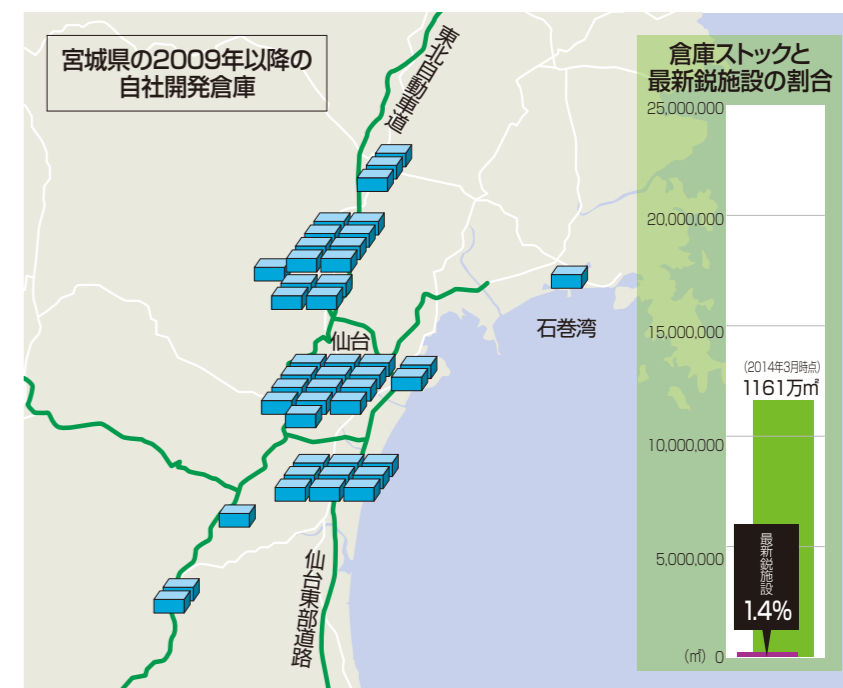 宮城県の2009年以降の
自社開発倉庫
東北自動車道
仙台
石巻湾
仙台東部道路
倉庫ストックと
最新鋭施設の割合
25,000,000
20,000,000
15,000,000
(2014年3月時点)
1161万㎡
10,000,000
5,000,000
最新鋭施設
1.4%
(㎡) 0